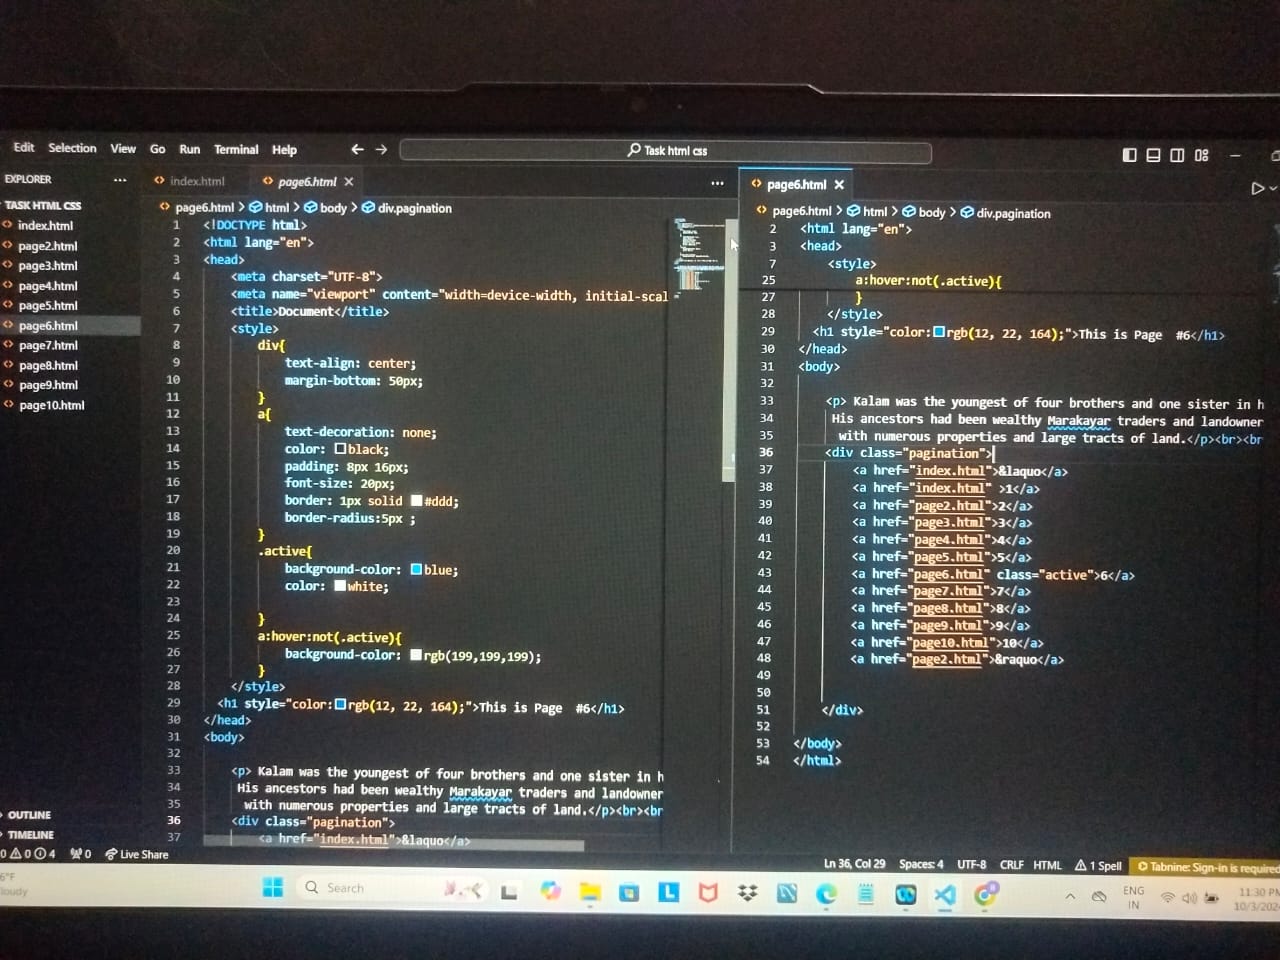 Edit Selection View Go Run Terminal Help
Task html css
EXPLORER
TASK HTML CSS
index.html
page2.html
page3.html
page4.html
page5.html
page6.html
page7.html
page8.html
page9.html
page10.html
OUTLINE
TIMELINE
index.html page6.html
page6.html > html > body > div.pagination
1 <!DOCTYPE html>
2 <html lang="en">
3 <head>
4 <meta charset="UTF-8">
5 <meta name="viewport" content="width=device-width, initial-scal
6 <title>Document</title>
7 <style>
8 div{
9 text-align: center;
10 margin-bottom: 50px;
11 }
12 a{
13 text-decoration: none;
14 color: black;
15 padding: 8px 16px;
16 font-size: 20px;
17 border: 1px solid #ddd;
18 border-radius:5px ;
19 }
20 .active{
21 background-color: blue;
22 color: white;
23
24 }
25 a:hover:not(.active){
26 background-color: rgb(199,199,199);
27 }
28 </style>
29 <h1 style="color:rgb(12, 22, 164);">This is Page #6</h1>
30 </head>
31 <body>
32
33 <p> Kalam was the youngest of four brothers and one sister in h
34 His ancestors had been wealthy Marakayar traders and landowner
35 with numerous properties and large tracts of land.</p><br><br
36 <div class="pagination">
37 <a href="index.html">&laquo</a>
page6.html
page6.html > html > body > div.pagination
2 <html lang="en">
3 <head>
7 <style>
25 a:hover:not(.active){
27 }
28 </style>
29 <h1 style="color:rgb(12, 22, 164);">This is Page #6</h1>
30 </head>
31 <body>
32
33 <p> Kalam was the youngest of four brothers and one sister in h
34 His ancestors had been wealthy Marakayar traders and landowner
35 with numerous properties and large tracts of land.</p><br><br
36 <div class="pagination">
37 <a href="index.html">&laquo</a>
38 <a href="index.html" >1</a>
39 <a href="page2.html">2</a>
40 <a href="page3.html">3</a>
41 <a href="page4.html">4</a>
42 <a href="page5.html">5</a>
43 <a href="page6.html" class="active">6</a>
44 <a href="page7.html">7</a>
45 <a href="page8.html">8</a>
46 <a href="page9.html">9</a>
47 <a href="page10.html">10</a>
48 <a href="page2.html">&raquo</a>
49
50
51 </div>
52
53 </body>
54 </html>
0 0 4 0 Live Share
Ln 36, Col 29 Spaces: 4 UTF-8 CRLF HTML 1 Spell Tabnine: Sign-in is required
6°F
loudy
Search
ENG
IN
11:30 PM
10/3/202